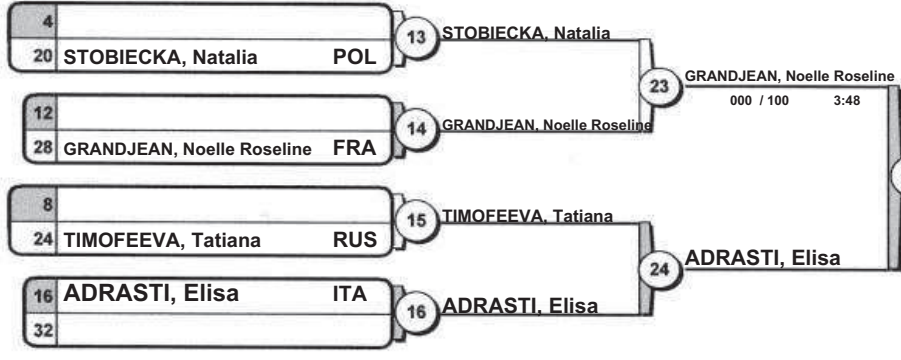 4
20 STOBIECKA, Natalia POL
13 STOBIECKA, Natalia
12
28 GRANDJEAN, Noelle Roseline FRA
14 GRANDJEAN, Noelle Roseline
23 GRANDJEAN, Noelle Roseline
000 / 100 3:48
8
24 TIMOFEEVA, Tatiana RUS
15 TIMOFEEVA, Tatiana
16 ADRASTI, Elisa ITA
32
16 ADRASTI, Elisa
24 ADRASTI, Elisa